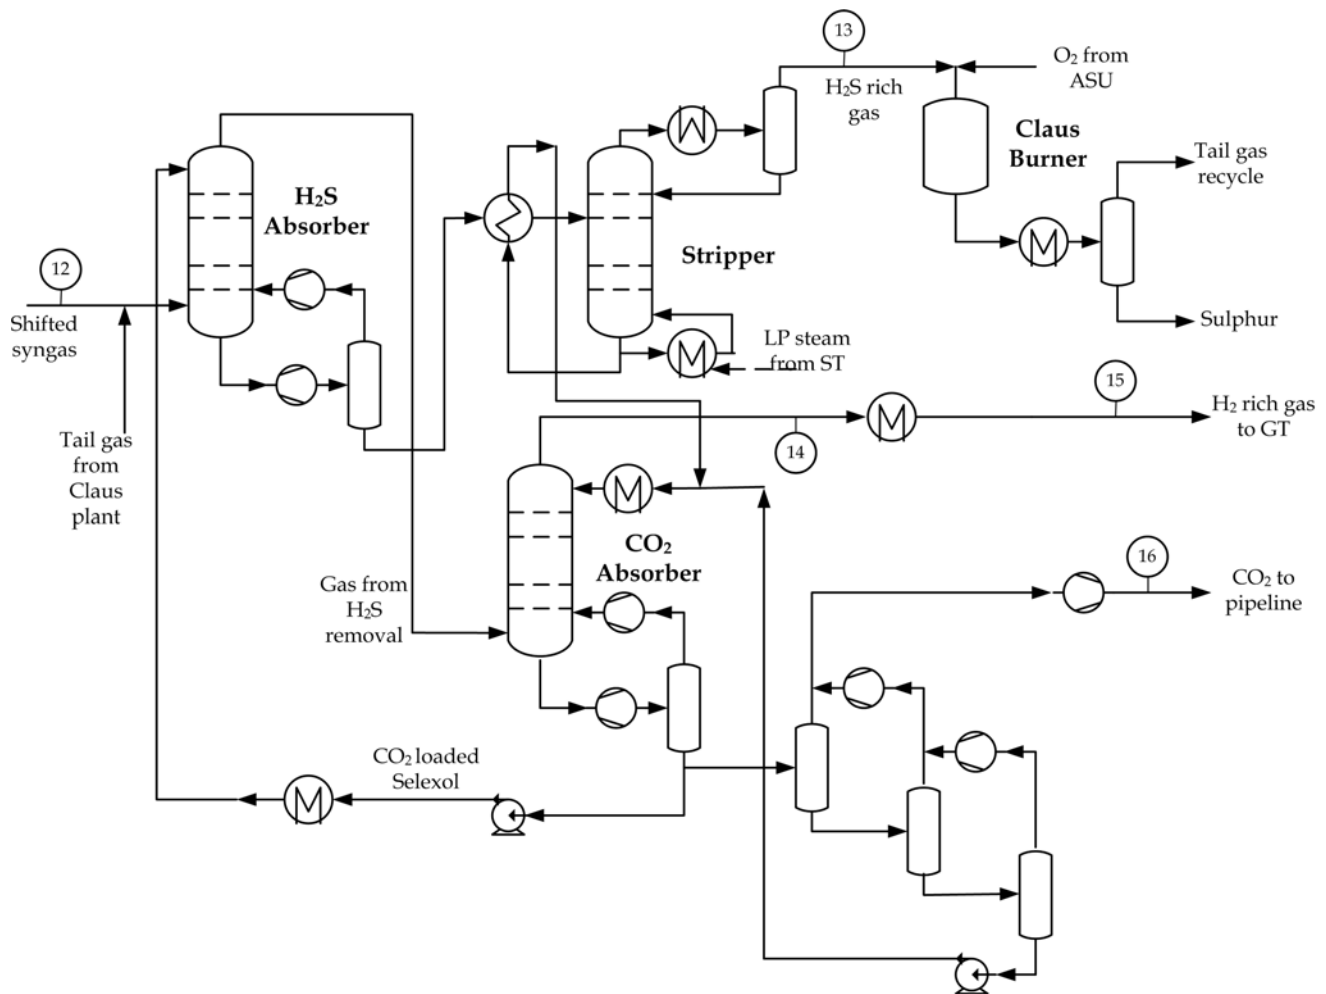 13
H₂S rich
gas
O₂ from
ASU
Claus
Burner
Tail gas
recycle
H₂S
Absorber
12
Shifted
syngas
Stripper
Sulphur
LP steam
from ST
15
H₂ rich gas
to GT
14
Tail gas
from
Claus
plant
CO₂
Absorber
Gas from
H₂S
removal
16
CO₂ to
pipeline
CO₂ loaded
Selexol